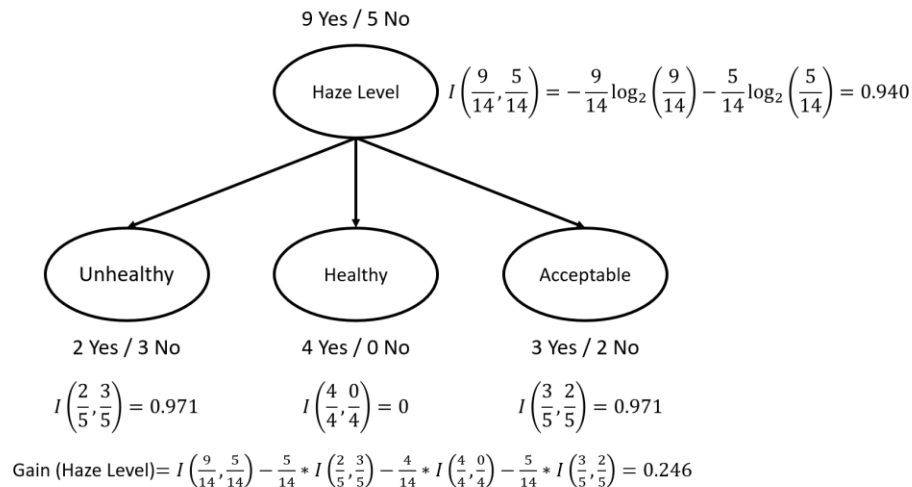 9 Yes / 5 No
Haze Level
I(9/14, 5/14) = −9/14 log₂(9/14) − 5/14 log₂(5/14) = 0.940
Unhealthy
Healthy
Acceptable
2 Yes / 3 No
4 Yes / 0 No
3 Yes / 2 No
I(2/5, 3/5) = 0.971
I(4/4, 0/4) = 0
I(3/5, 2/5) = 0.971
Gain (Haze Level)= I(9/14, 5/14) − 5/14 * I(2/5, 3/5) − 4/14 * I(4/4, 0/4) − 5/14 * I(3/5, 2/5) = 0.246